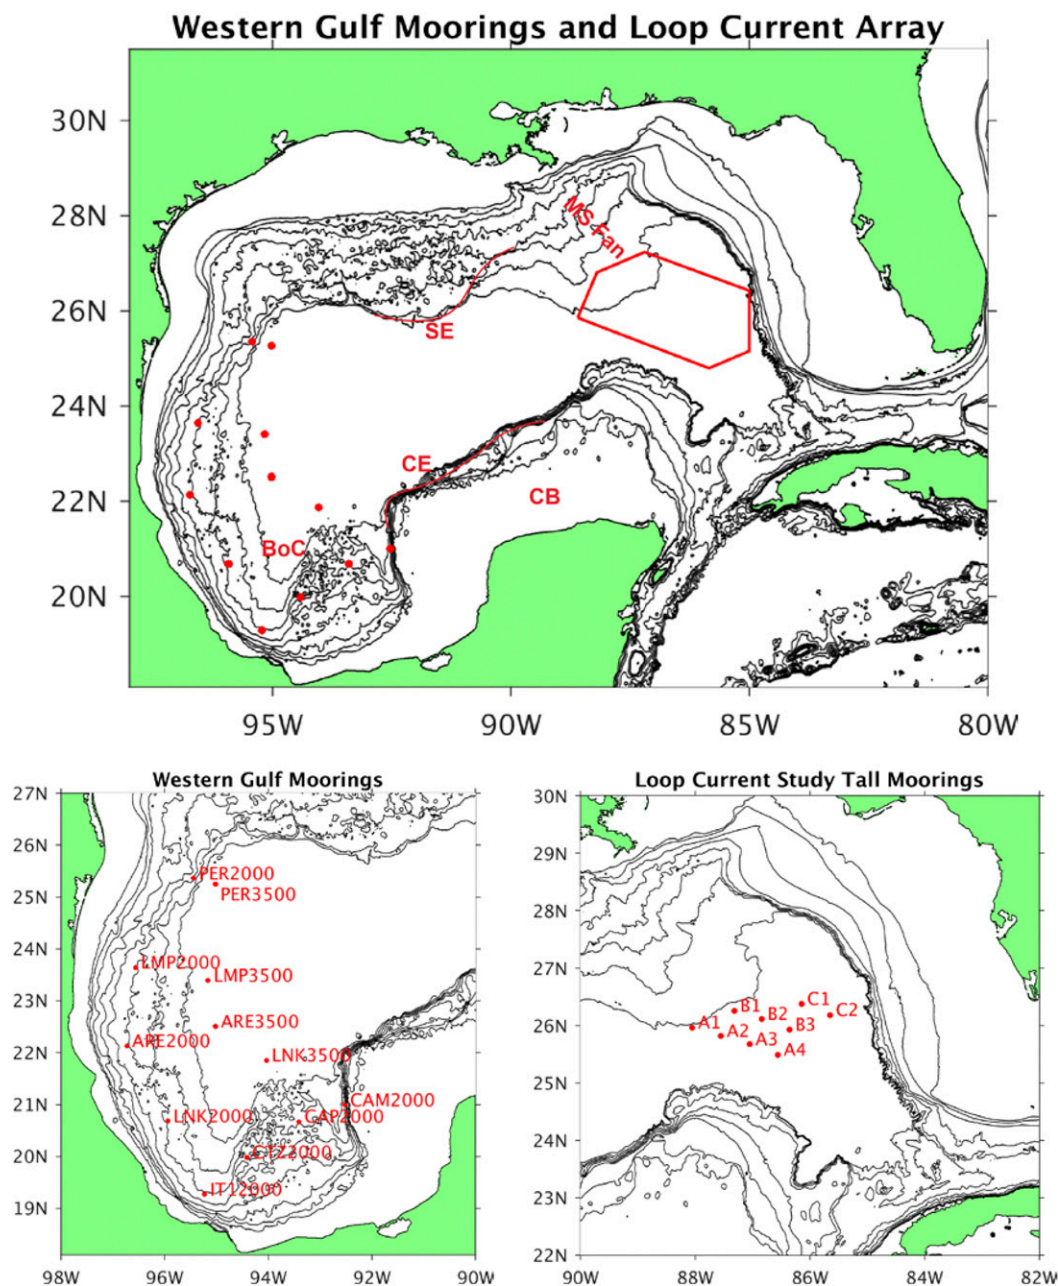 Western Gulf Moorings and Loop Current Array
30N
28N
26N
24N
22N
20N
MS Fan
SE
CE
CB
BoC
95W
90W
85W
80W
Western Gulf Moorings
27N
26N
25N
24N
23N
22N
21N
20N
19N
PER2000
PER3500
LMP2000
LMP3500
ARE3500
ARE2000
LNK3500
CAM2000
LNK2000
CAP2000
CTZ2000
IT12000
98W
96W
94W
92W
90W
Loop Current Study Tall Moorings
30N
29N
28N
27N
26N
25N
24N
23N
22N
C1
B1
B2
C2
A1
A2
B3
A3
A4
90W
88W
86W
84W
82W